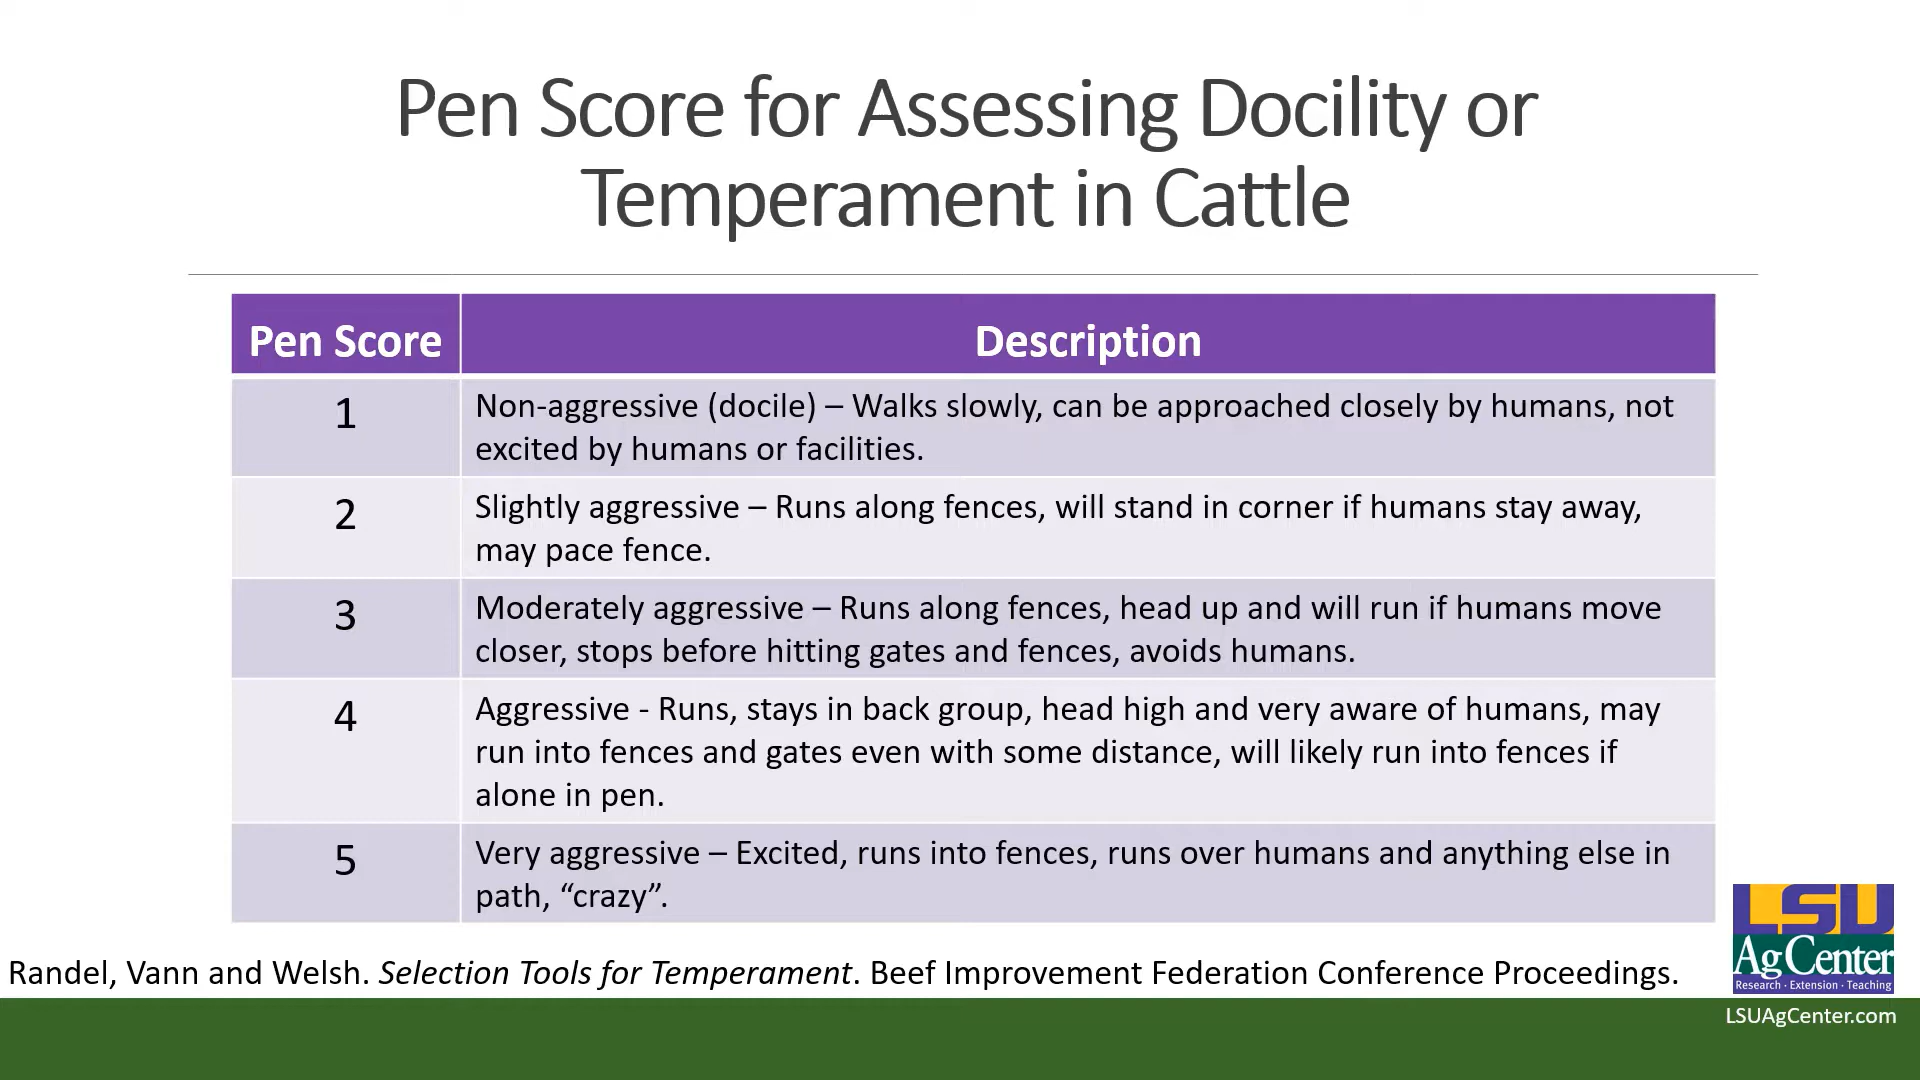 Pen Score for Assessing Docility or
Temperament in Cattle
Pen Score
Description
1
Non-aggressive (docile) – Walks slowly, can be approached closely by humans, not
excited by humans or facilities.
2
Slightly aggressive – Runs along fences, will stand in corner if humans stay away,
may pace fence.
3
Moderately aggressive – Runs along fences, head up and will run if humans move
closer, stops before hitting gates and fences, avoids humans.
4
Aggressive - Runs, stays in back group, head high and very aware of humans, may
run into fences and gates even with some distance, will likely run into fences if
alone in pen.
5
Very aggressive – Excited, runs into fences, runs over humans and anything else in
path, “crazy”.
Randel, Vann and Welsh. Selection Tools for Temperament. Beef Improvement Federation Conference Proceedings.
LSU
AgCenter
Research · Extension · Teaching
LSUAgCenter.com